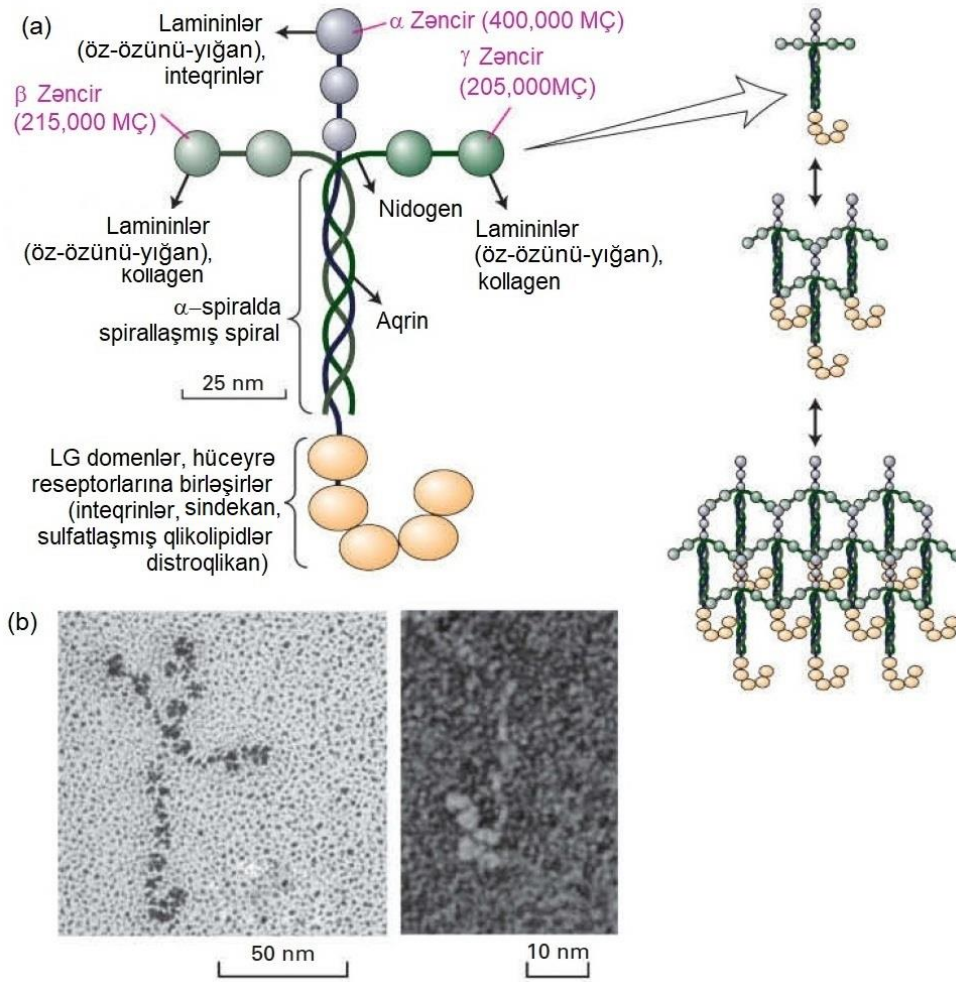 (a)
Lamininlər
(öz-özünü-yığan),
inteqrinlər
α Zəncir (400,000 MÇ)
γ Zəncir
(205,000MÇ)
β Zəncir
(215,000 MÇ)
Nidogen
Lamininlər
(öz-özünü-yığan),
kollagen
Lamininlər
(öz-özünü-yığan),
kollagen
α–spiralda
spirallaşmış spiral
Aqrin
25 nm
LG domenlər, hüceyrə
reseptorlarına birləşirlər
(inteqrinlər, sindekan,
sulfatlaşmış qlikolipidlər
distroqlikan)
(b)
50 nm
10 nm